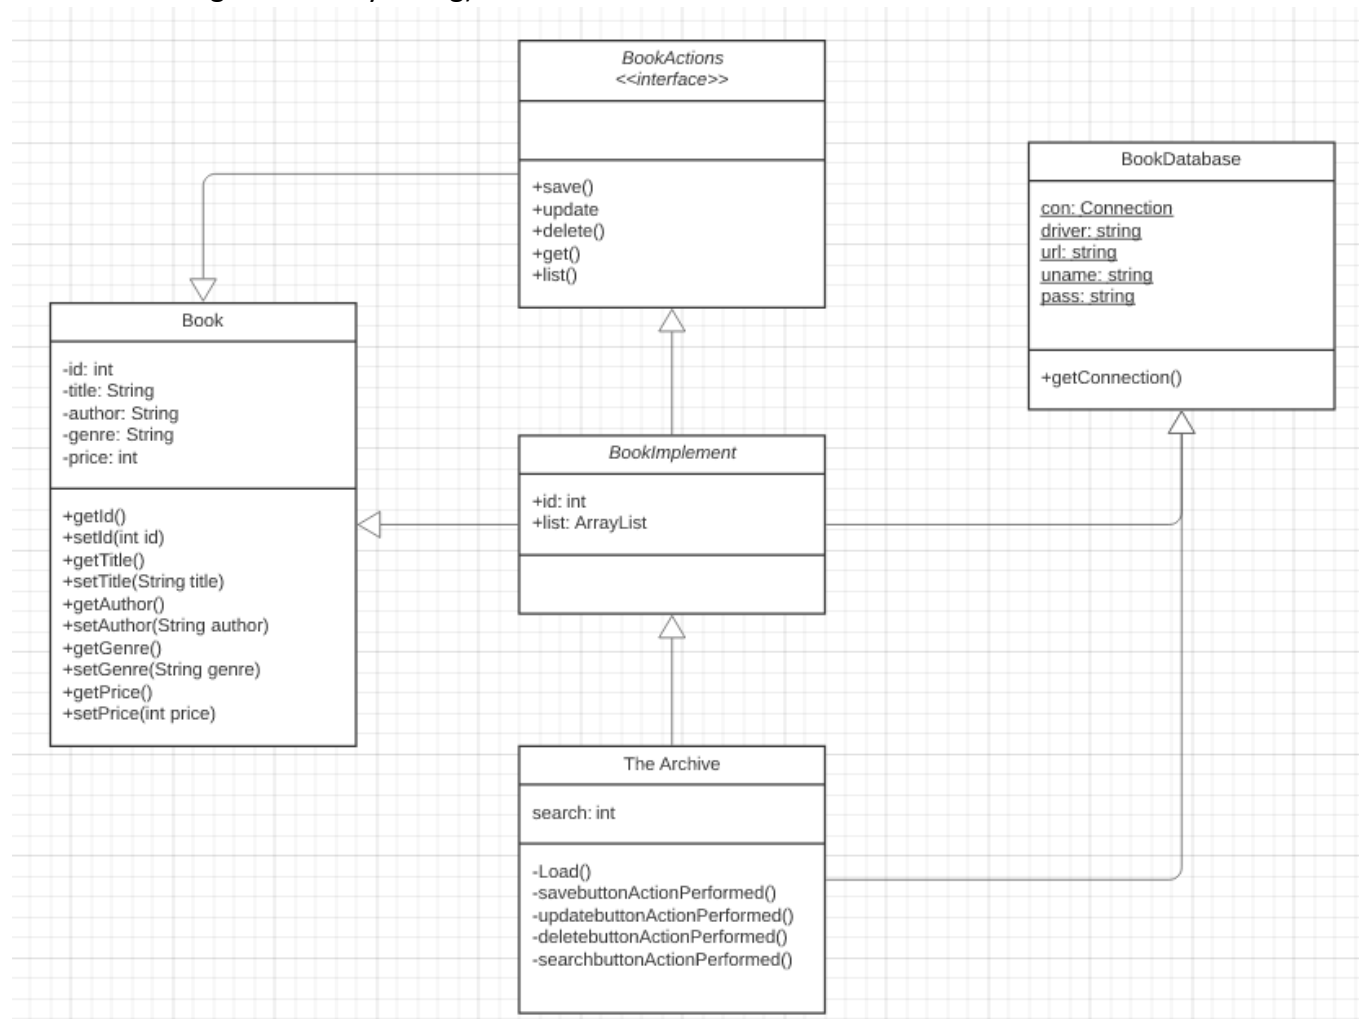 BookActions
<<interface>>
+save()
+update
+delete()
+get()
+list()
BookDatabase
con: Connection
driver: string
url: string
uname: string
pass: string
+getConnection()
Book
-id: int
-title: String
-author: String
-genre: String
-price: int
+getId()
+setId(int id)
+getTitle()
+setTitle(String title)
+getAuthor()
+setAuthor(String author)
+getGenre()
+setGenre(String genre)
+getPrice()
+setPrice(int price)
BookImplement
+id: int
+list: ArrayList
The Archive
search: int
-Load()
-savebuttonActionPerformed()
-updatebuttonActionPerformed()
-deletebuttonActionPerformed()
-searchbuttonActionPerformed()